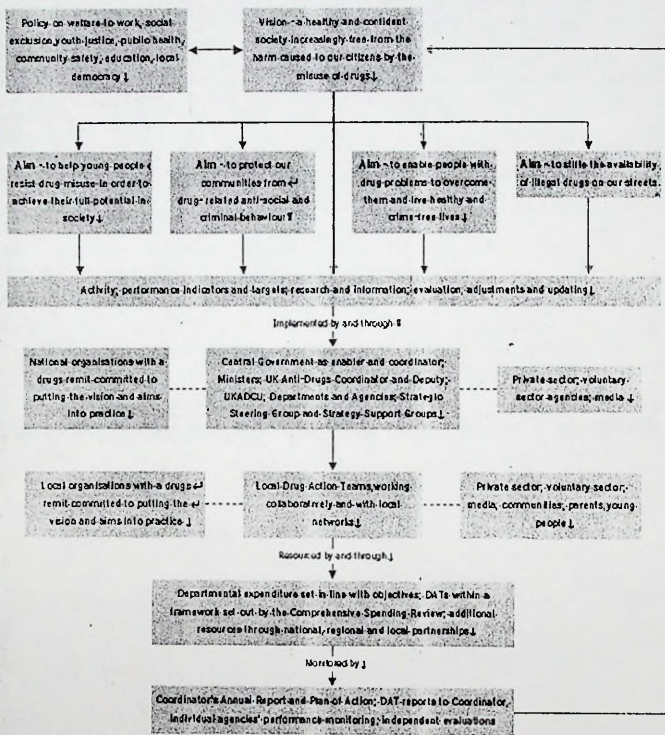 Policy on welfare to work, social
exclusion, youth justice, public health,
community safety, education, local
democracy
Vision - a healthy and confident
society increasingly free from the
harm caused to our citizens by the
misuse of drugs
Aim - to help young people
resist drug misuse in order to
achieve their full potential in
society
Aim - to protect our
communities from
drug-related anti-social and
criminal behaviour
Aim - to enable people with
drug problems to overcome
them and live healthy and
crime-free lives
Aim - to stifle the availability
of illegal drugs on our streets
Activity; performance indicators and targets; research and information; evaluation, adjustments and updating
Implemented by and through
National organisations with a
drugs remit committed to
putting the vision and aims
into practice
Central Government as enabler and coordinator;
Ministers; UK Anti-Drugs Coordinator and Deputy;
UKADCU; Departments and Agencies; Strategic
Steering Group and Strategy Support Groups
Private sector; voluntary
sector agencies; media
Local organisations with a drugs
remit committed to putting the
vision and aims into practice
Local Drug Action Teams, working
collaboratively and with local
networks
Private sector; voluntary sector;
media; communities; parents, young
people
Resourced by and through
Departmental expenditure set in line with objectives; DATs within a
framework set out by the Comprehensive Spending Review; additional
resources through national, regional and local partnerships
Monitored by
Coordinator's Annual Report and Plan of Action; DAT reports to Coordinator,
individual agencies' performance monitoring; independent evaluations